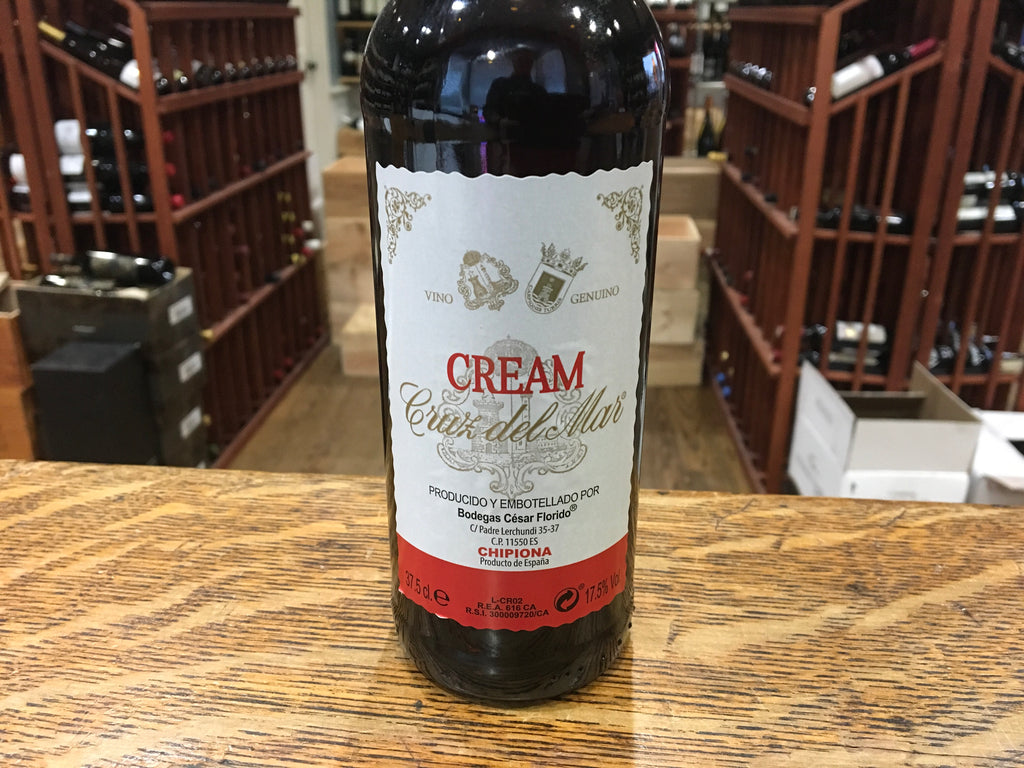 VINO GENUINO
CREAM
Cruz del Mar®
PRODUCIDO Y EMBOTELLADO POR
Bodegas César Florido®
C/ Padre Lerchundi 35-37
C.P. 11550 ES
CHIPIONA
Producto de España
37.5 cl. e
L-CR02
R.E.A. 616 CA
R.S.I. 300009720/CA
® 17.5% Vol.